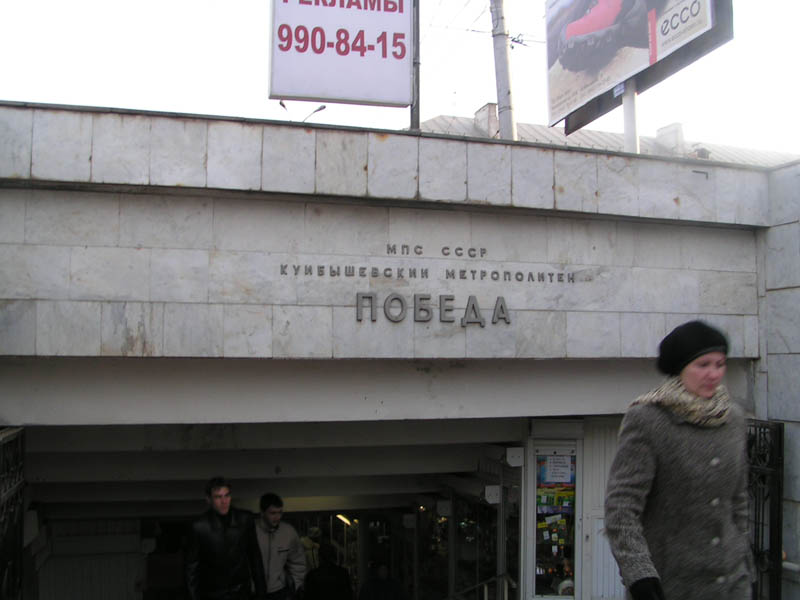 РЕКЛАМЫ
990-84-15
ecco
МПС СССР
КУЙБЫШЕВСКИЙ МЕТРОПОЛИТЕН
ПОБЕДА